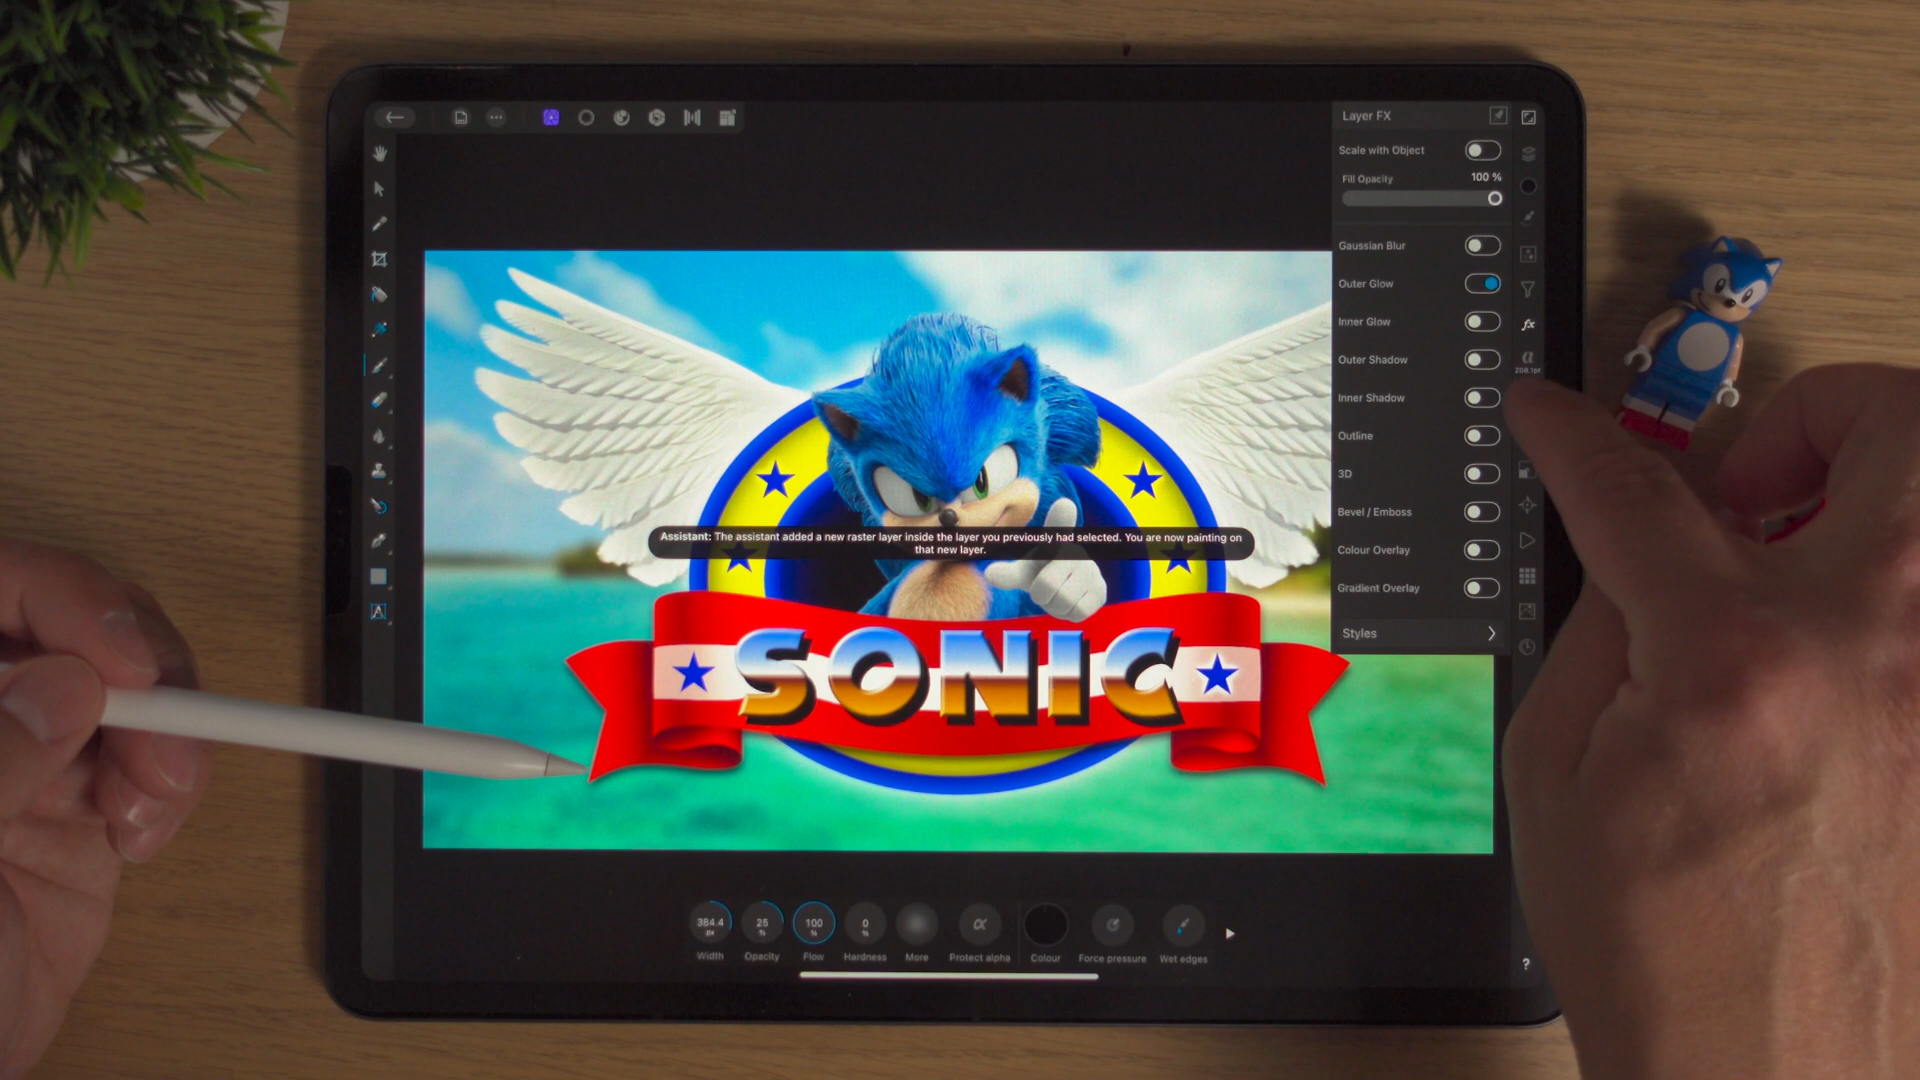 Layer FX
Scale with Object
Fill Opacity 100 %
Gaussian Blur
Outer Glow
Inner Glow
Outer Shadow
208.1pt
Inner Shadow
Outline
3D
Bevel / Emboss
Colour Overlay
Gradient Overlay
Styles
Assistant: The assistant added a new raster layer inside the layer you previously had selected. You are now painting on
that new layer.
SONIC
384.4 px
25 %
100 %
0 %
Width Opacity Flow Hardness More Protect alpha Colour Force pressure Wet edges
?